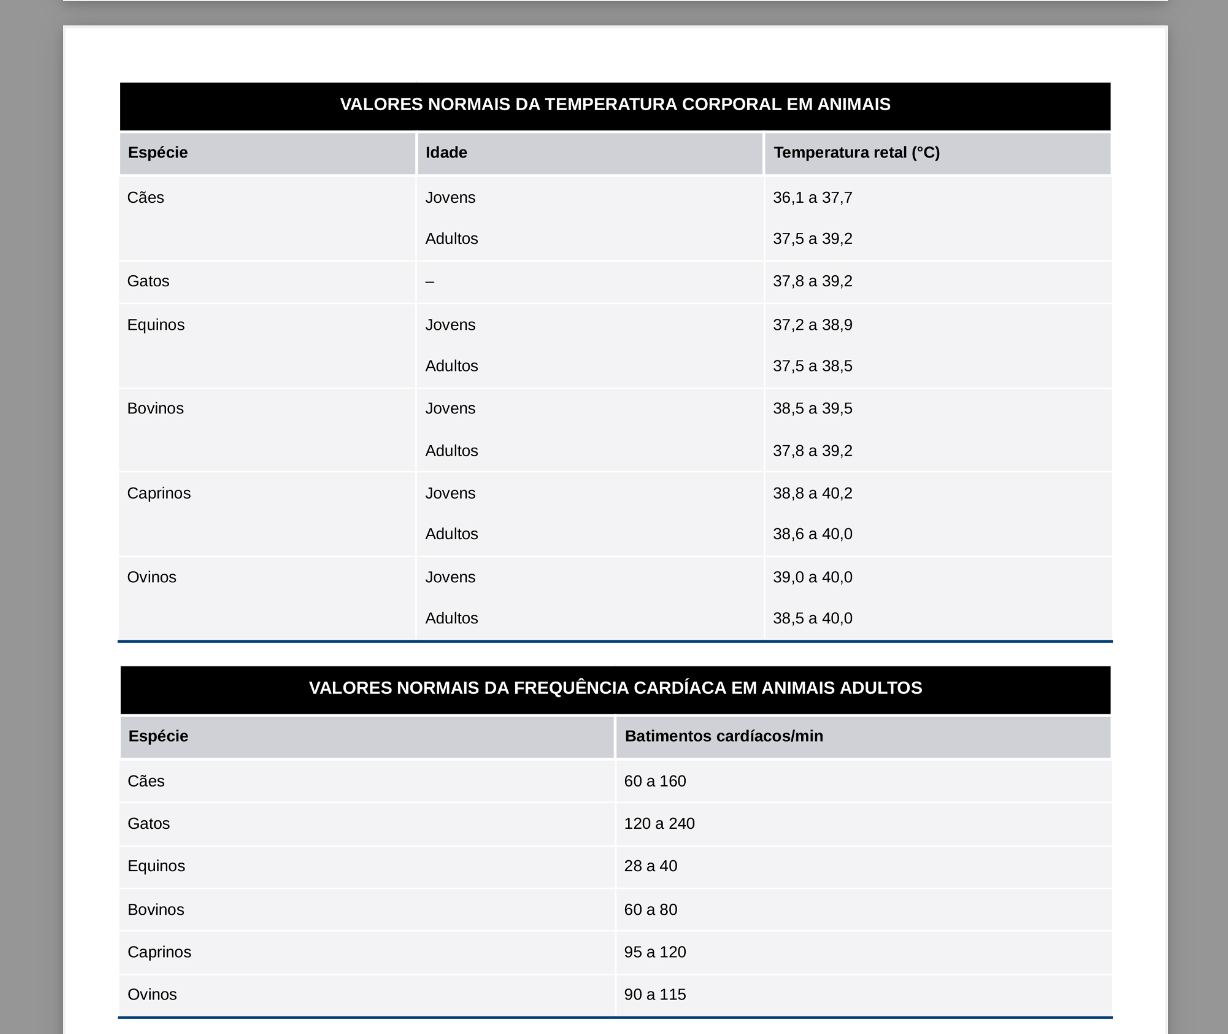 VALORES NORMAIS DA TEMPERATURA CORPORAL EM ANIMAIS
Espécie Idade Temperatura retal (°C)
Cães Jovens 36,1 a 37,7
Adultos 37,5 a 39,2
Gatos – 37,8 a 39,2
Equinos Jovens 37,2 a 38,9
Adultos 37,5 a 38,5
Bovinos Jovens 38,5 a 39,5
Adultos 37,8 a 39,2
Caprinos Jovens 38,8 a 40,2
Adultos 38,6 a 40,0
Ovinos Jovens 39,0 a 40,0
Adultos 38,5 a 40,0
VALORES NORMAIS DA FREQUÊNCIA CARDÍACA EM ANIMAIS ADULTOS
Espécie Batimentos cardíacos/min
Cães 60 a 160
Gatos 120 a 240
Equinos 28 a 40
Bovinos 60 a 80
Caprinos 95 a 120
Ovinos 90 a 115